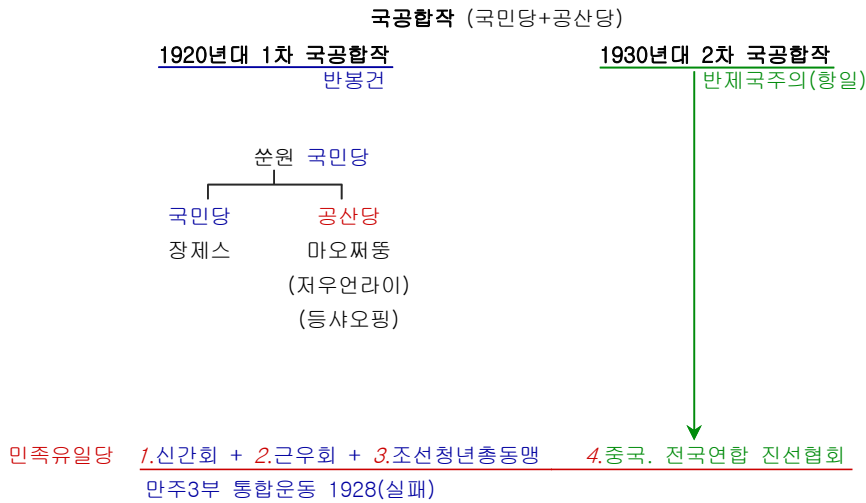 국공합작 (국민당+공산당)
1920년대 1차 국공합작 1930년대 2차 국공합작
반봉건 반제국주의(항일)
쑨원 국민당
국민당 공산당
장제스 마오쩌뚱
(저우언라이)
(등샤오핑)
민족유일당 1.신간회 + 2.근우회 + 3.조선청년총동맹 4.중국. 전국연합 진선협회
만주3부 통합운동 1928(실패)